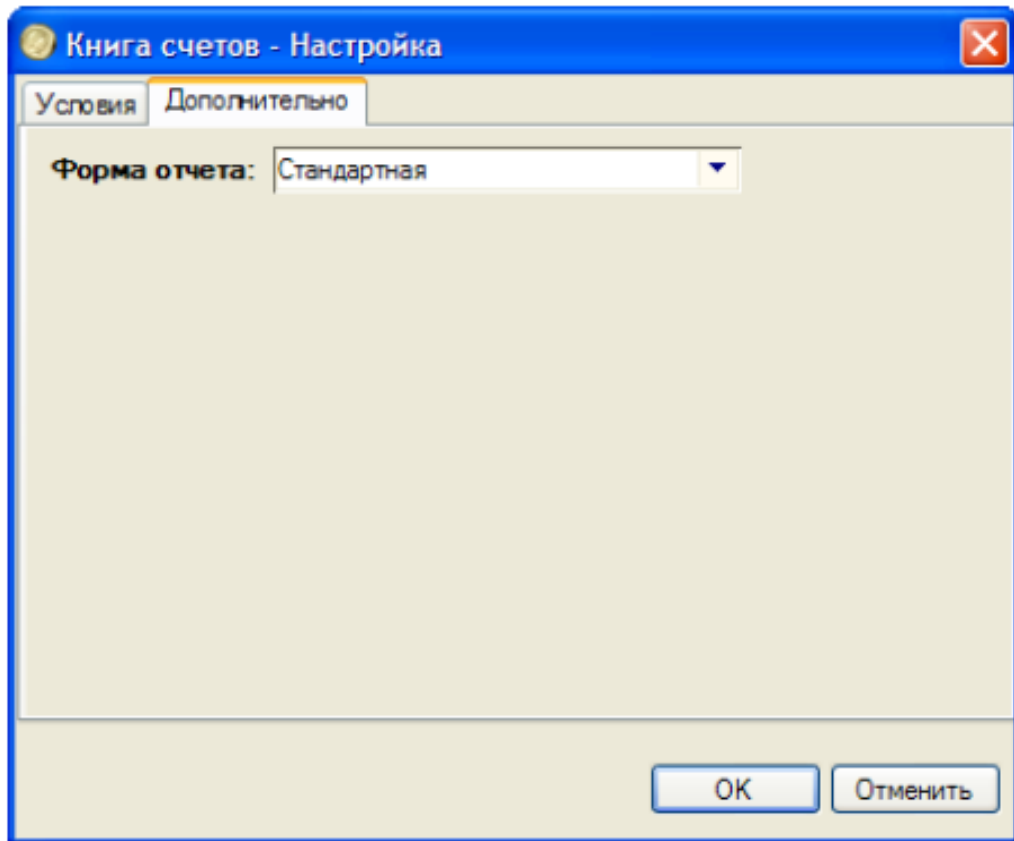 Книга счетов - Настройка
Условия Дополнительно
Форма отчета: Стандартная
OK Отменить